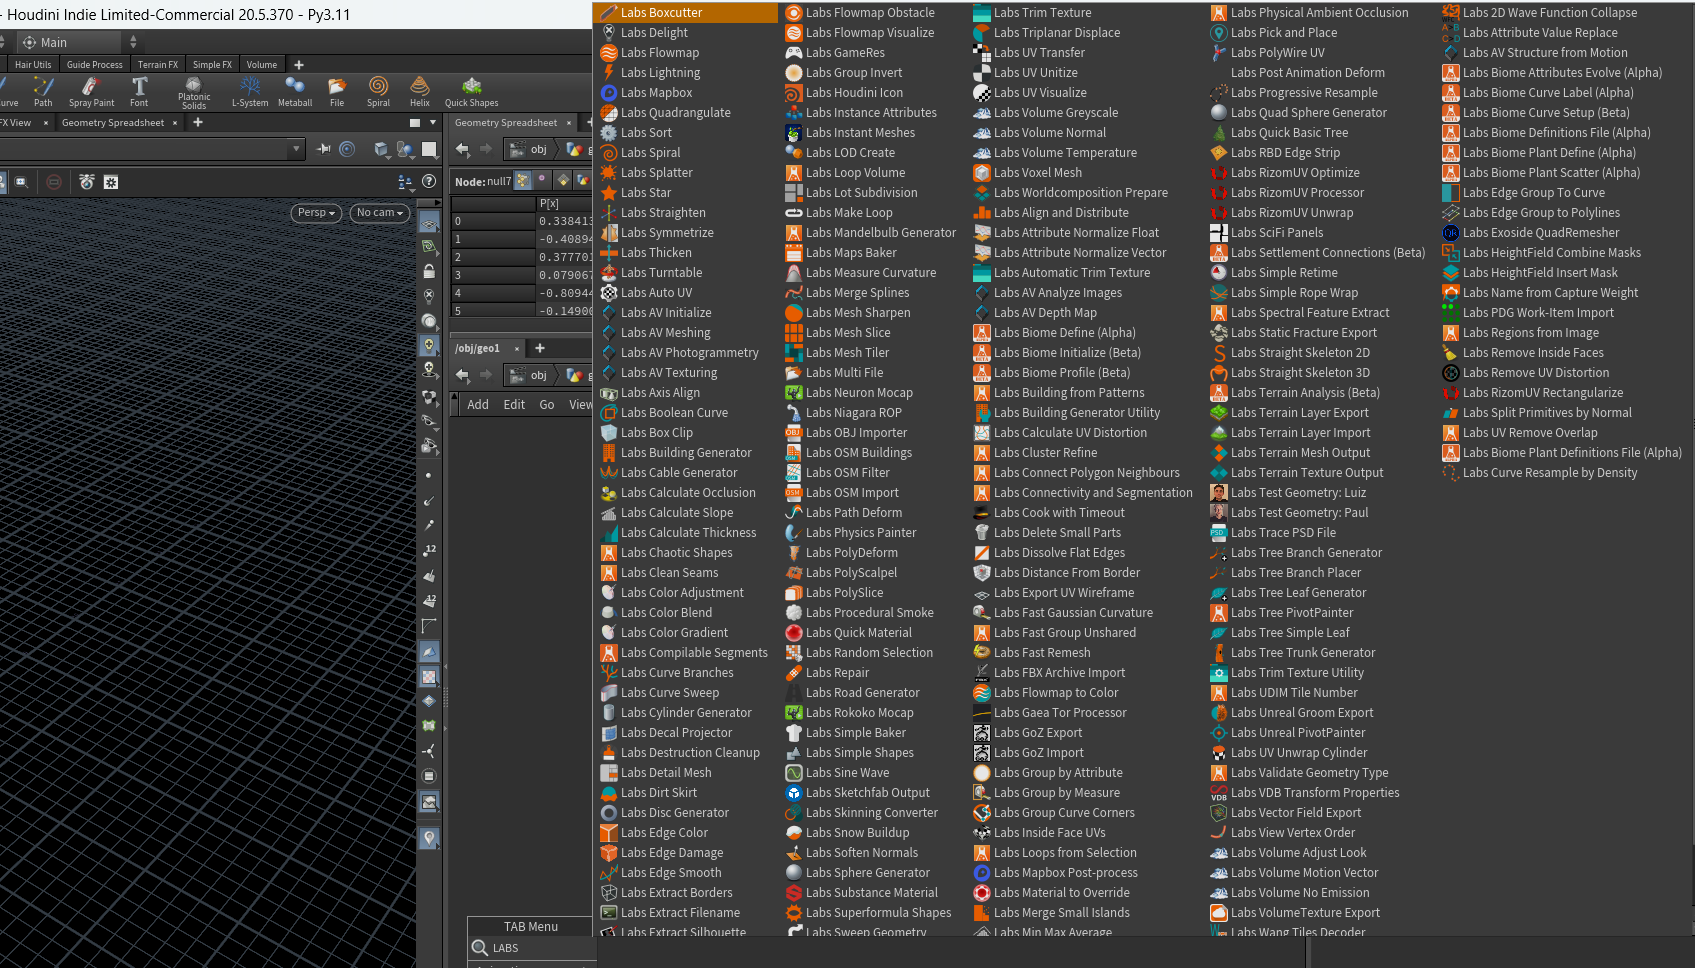 - Houdini Indie Limited-Commercial 20.5.370 - Py3.11
Main
Hair Utils
Guide Process
Terrain FX
Simple FX
Volume
Path
Spray Paint
Font
Platonic Solids
L-System
Metaball
File
Spiral
Helix
Quick Shapes
FX View
Geometry Spreadsheet
Persp
No cam
Geometry Spreadsheet
obj
Node: null7
P[x]
0 0.338413
1 -0.40894
2 0.377701
3 0.079067
4 -0.80944
5 -0.14900
/obj/geo1
obj
Add Edit Go View
TAB Menu
LABS
Labs Boxcutter
Labs Delight
Labs Flowmap
Labs Lightning
Labs Mapbox
Labs Quadrangulate
Labs Sort
Labs Spiral
Labs Splatter
Labs Star
Labs Straighten
Labs Symmetrize
Labs Thicken
Labs Turntable
Labs Auto UV
Labs AV Initialize
Labs AV Meshing
Labs AV Photogrammetry
Labs AV Texturing
Labs Axis Align
Labs Boolean Curve
Labs Box Clip
Labs Building Generator
Labs Cable Generator
Labs Calculate Occlusion
Labs Calculate Slope
Labs Calculate Thickness
Labs Chaotic Shapes
Labs Clean Seams
Labs Color Adjustment
Labs Color Blend
Labs Color Gradient
Labs Compilable Segments
Labs Curve Branches
Labs Curve Sweep
Labs Cylinder Generator
Labs Decal Projector
Labs Destruction Cleanup
Labs Detail Mesh
Labs Dirt Skirt
Labs Disc Generator
Labs Edge Color
Labs Edge Damage
Labs Edge Smooth
Labs Extract Borders
Labs Extract Filename
Labs Extract Silhouette
Labs Flowmap Obstacle
Labs Flowmap Visualize
Labs GameRes
Labs Group Invert
Labs Houdini Icon
Labs Instance Attributes
Labs Instant Meshes
Labs LOD Create
Labs Loop Volume
Labs Lot Subdivision
Labs Make Loop
Labs Mandelbulb Generator
Labs Maps Baker
Labs Measure Curvature
Labs Merge Splines
Labs Mesh Sharpen
Labs Mesh Slice
Labs Mesh Tiler
Labs Multi File
Labs Neuron Mocap
Labs Niagara ROP
Labs OBJ Importer
Labs OSM Buildings
Labs OSM Filter
Labs OSM Import
Labs Path Deform
Labs Physics Painter
Labs PolyDeform
Labs PolyScalpel
Labs PolySlice
Labs Procedural Smoke
Labs Quick Material
Labs Random Selection
Labs Repair
Labs Road Generator
Labs Rokoko Mocap
Labs Simple Baker
Labs Simple Shapes
Labs Sine Wave
Labs Sketchfab Output
Labs Skinning Converter
Labs Snow Buildup
Labs Soften Normals
Labs Sphere Generator
Labs Substance Material
Labs Superformula Shapes
Labs Sweep Geometry
Labs Trim Texture
Labs Triplanar Displace
Labs UV Transfer
Labs UV Unitize
Labs UV Visualize
Labs Volume Greyscale
Labs Volume Normal
Labs Volume Temperature
Labs Voxel Mesh
Labs Worldcomposition Prepare
Labs Align and Distribute
Labs Attribute Normalize Float
Labs Attribute Normalize Vector
Labs Automatic Trim Texture
Labs AV Analyze Images
Labs AV Depth Map
Labs Biome Define (Alpha)
Labs Biome Initialize (Beta)
Labs Biome Profile (Beta)
Labs Building from Patterns
Labs Building Generator Utility
Labs Calculate UV Distortion
Labs Cluster Refine
Labs Connect Polygon Neighbours
Labs Connectivity and Segmentation
Labs Cook with Timeout
Labs Delete Small Parts
Labs Dissolve Flat Edges
Labs Distance From Border
Labs Export UV Wireframe
Labs Fast Gaussian Curvature
Labs Fast Group Unshared
Labs Fast Remesh
Labs FBX Archive Import
Labs Flowmap to Color
Labs Gaea Tor Processor
Labs GoZ Export
Labs GoZ Import
Labs Group by Attribute
Labs Group by Measure
Labs Group Curve Corners
Labs Inside Face UVs
Labs Loops from Selection
Labs Mapbox Post-process
Labs Material to Override
Labs Merge Small Islands
Labs Min Max Average
Labs Physical Ambient Occlusion
Labs Pick and Place
Labs PolyWire UV
Labs Post Animation Deform
Labs Progressive Resample
Labs Quad Sphere Generator
Labs Quick Basic Tree
Labs RBD Edge Strip
Labs RizomUV Optimize
Labs RizomUV Processor
Labs RizomUV Unwrap
Labs SciFi Panels
Labs Settlement Connections (Beta)
Labs Simple Retime
Labs Simple Rope Wrap
Labs Spectral Feature Extract
Labs Static Fracture Export
Labs Straight Skeleton 2D
Labs Straight Skeleton 3D
Labs Terrain Analysis (Beta)
Labs Terrain Layer Export
Labs Terrain Layer Import
Labs Terrain Mesh Output
Labs Terrain Texture Output
Labs Test Geometry: Luiz
Labs Test Geometry: Paul
Labs Trace PSD File
Labs Tree Branch Generator
Labs Tree Branch Placer
Labs Tree Leaf Generator
Labs Tree PivotPainter
Labs Tree Simple Leaf
Labs Tree Trunk Generator
Labs Trim Texture Utility
Labs UDIM Tile Number
Labs Unreal Groom Export
Labs Unreal PivotPainter
Labs UV Unwrap Cylinder
Labs Validate Geometry Type
Labs VDB Transform Properties
Labs Vector Field Export
Labs View Vertex Order
Labs Volume Adjust Look
Labs Volume Motion Vector
Labs Volume No Emission
Labs VolumeTexture Export
Labs Wang Tiles Decoder
Labs 2D Wave Function Collapse
Labs Attribute Value Replace
Labs AV Structure from Motion
Labs Biome Attributes Evolve (Alpha)
Labs Biome Curve Label (Alpha)
Labs Biome Curve Setup (Beta)
Labs Biome Definitions File (Alpha)
Labs Biome Plant Define (Alpha)
Labs Biome Plant Scatter (Alpha)
Labs Edge Group To Curve
Labs Edge Group to Polylines
Labs Exoside QuadRemesher
Labs HeightField Combine Masks
Labs HeightField Insert Mask
Labs Name from Capture Weight
Labs PDG Work-Item Import
Labs Regions from Image
Labs Remove Inside Faces
Labs Remove UV Distortion
Labs RizomUV Rectangularize
Labs Split Primitives by Normal
Labs UV Remove Overlap
Labs Biome Plant Definitions File (Alpha)
Labs Curve Resample by Density